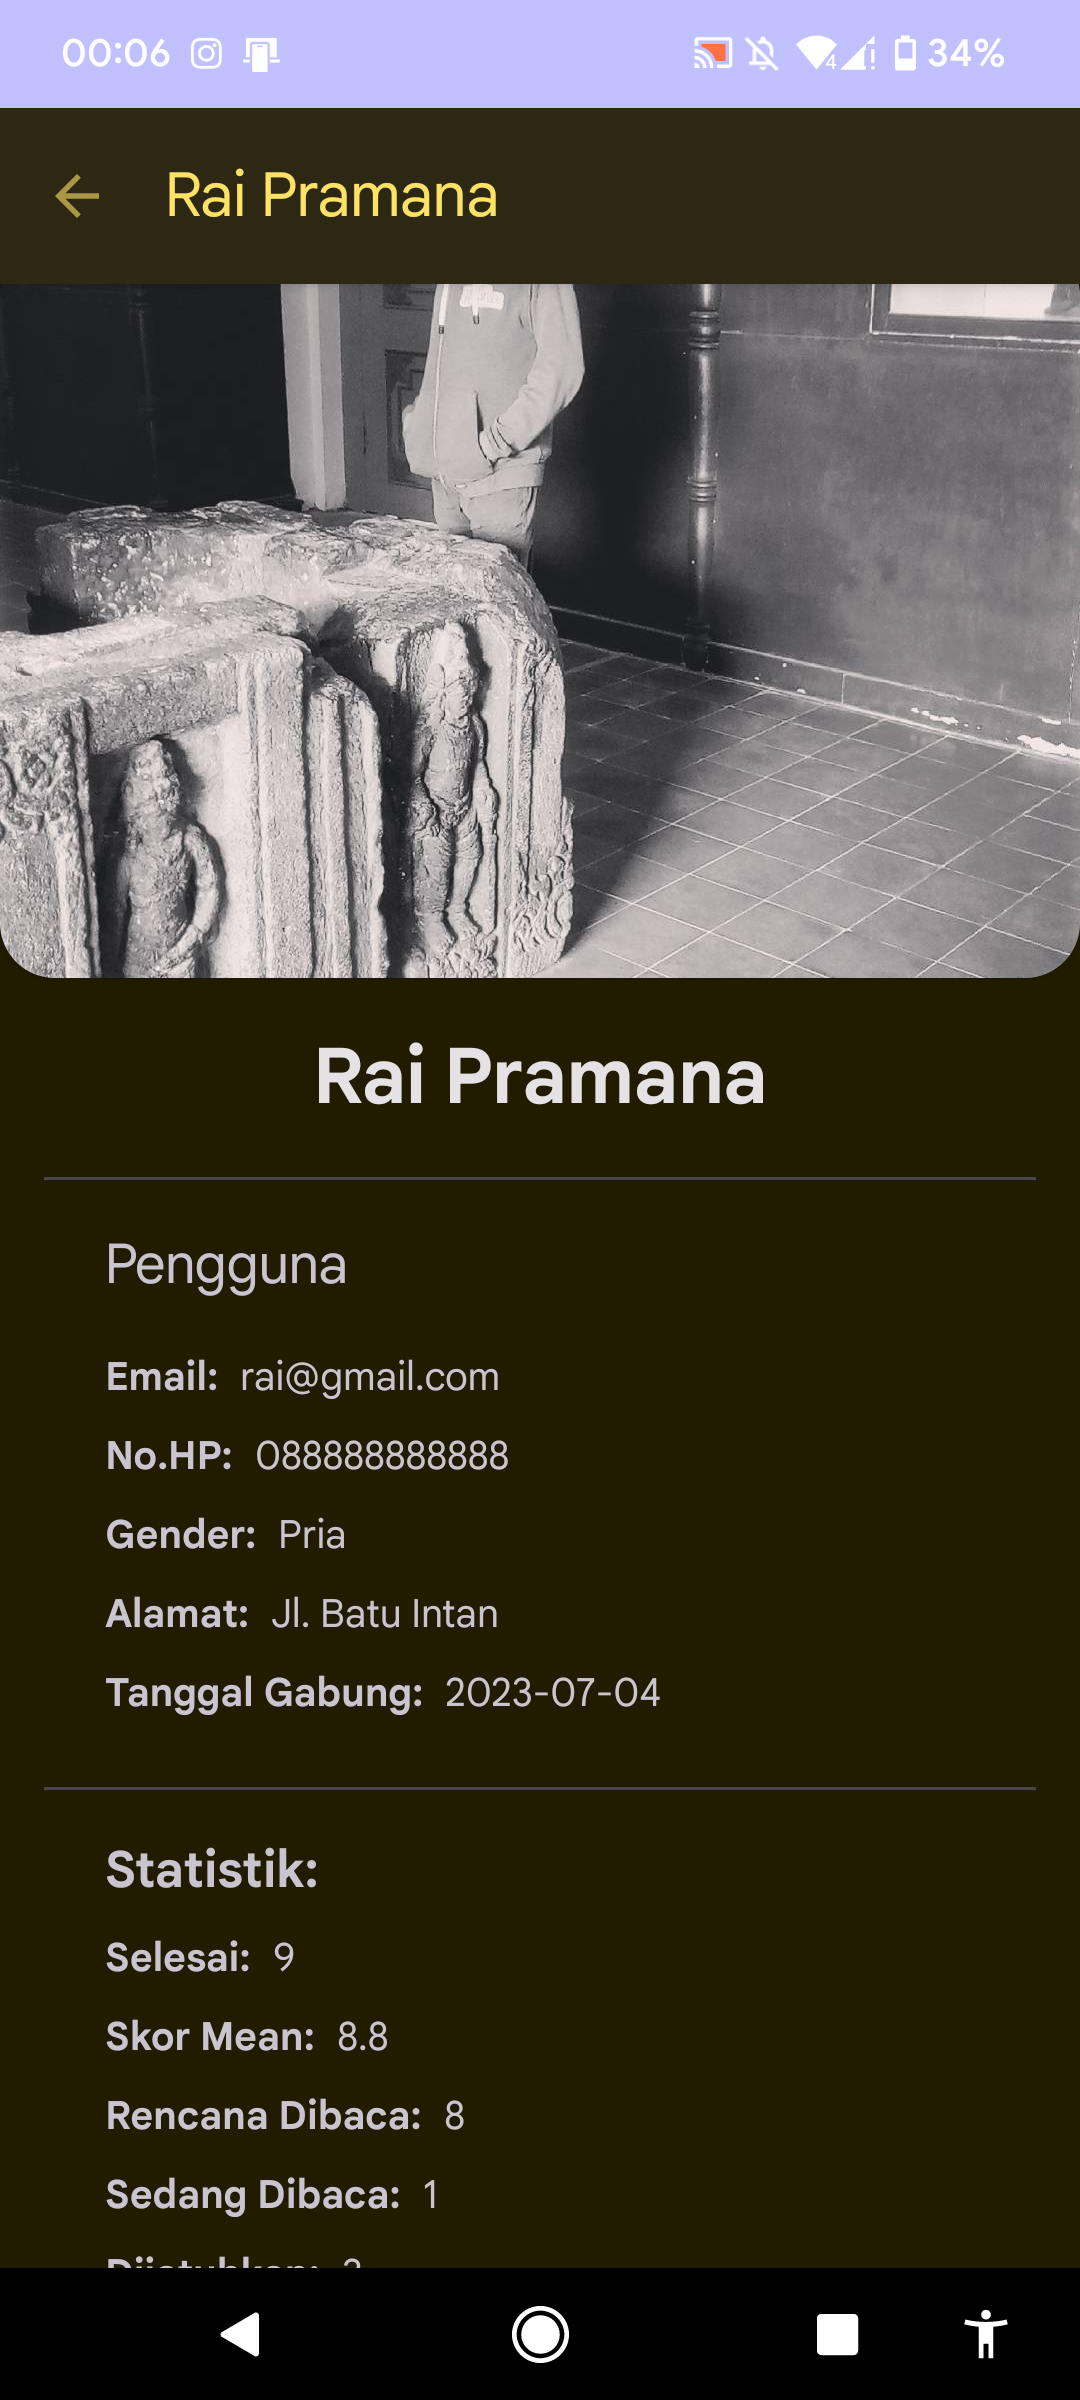 00:06
4
34%
Rai Pramana
Rai Pramana
Pengguna
Email: rai@gmail.com
No.HP: 088888888888
Gender: Pria
Alamat: Jl. Batu Intan
Tanggal Gabung: 2023-07-04
Statistik:
Selesai: 9
Skor Mean: 8.8
Rencana Dibaca: 8
Sedang Dibaca: 1